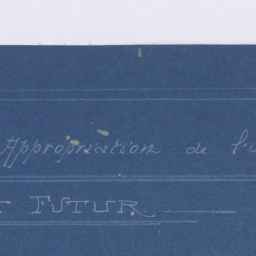 Appropriation de l'
T FUTUR